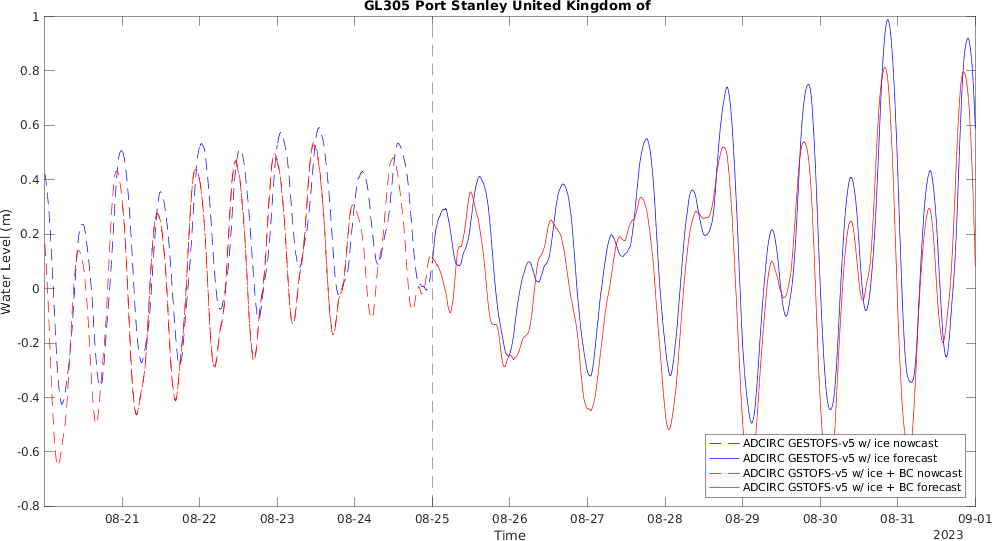 GL305 Port Stanley United Kingdom of
Water Level (m)
1
0.8
0.6
0.4
0.2
0
-0.2
-0.4
-0.6
-0.8
ADCIRC GESTOFS-v5 w/ ice nowcast
ADCIRC GESTOFS-v5 w/ ice forecast
ADCIRC GSTOFS-v5 w/ ice + BC nowcast
ADCIRC GSTOFS-v5 w/ ice + BC forecast
08-21 08-22 08-23 08-24 08-25 08-26 08-27 08-28 08-29 08-30 08-31 09-01
Time
2023